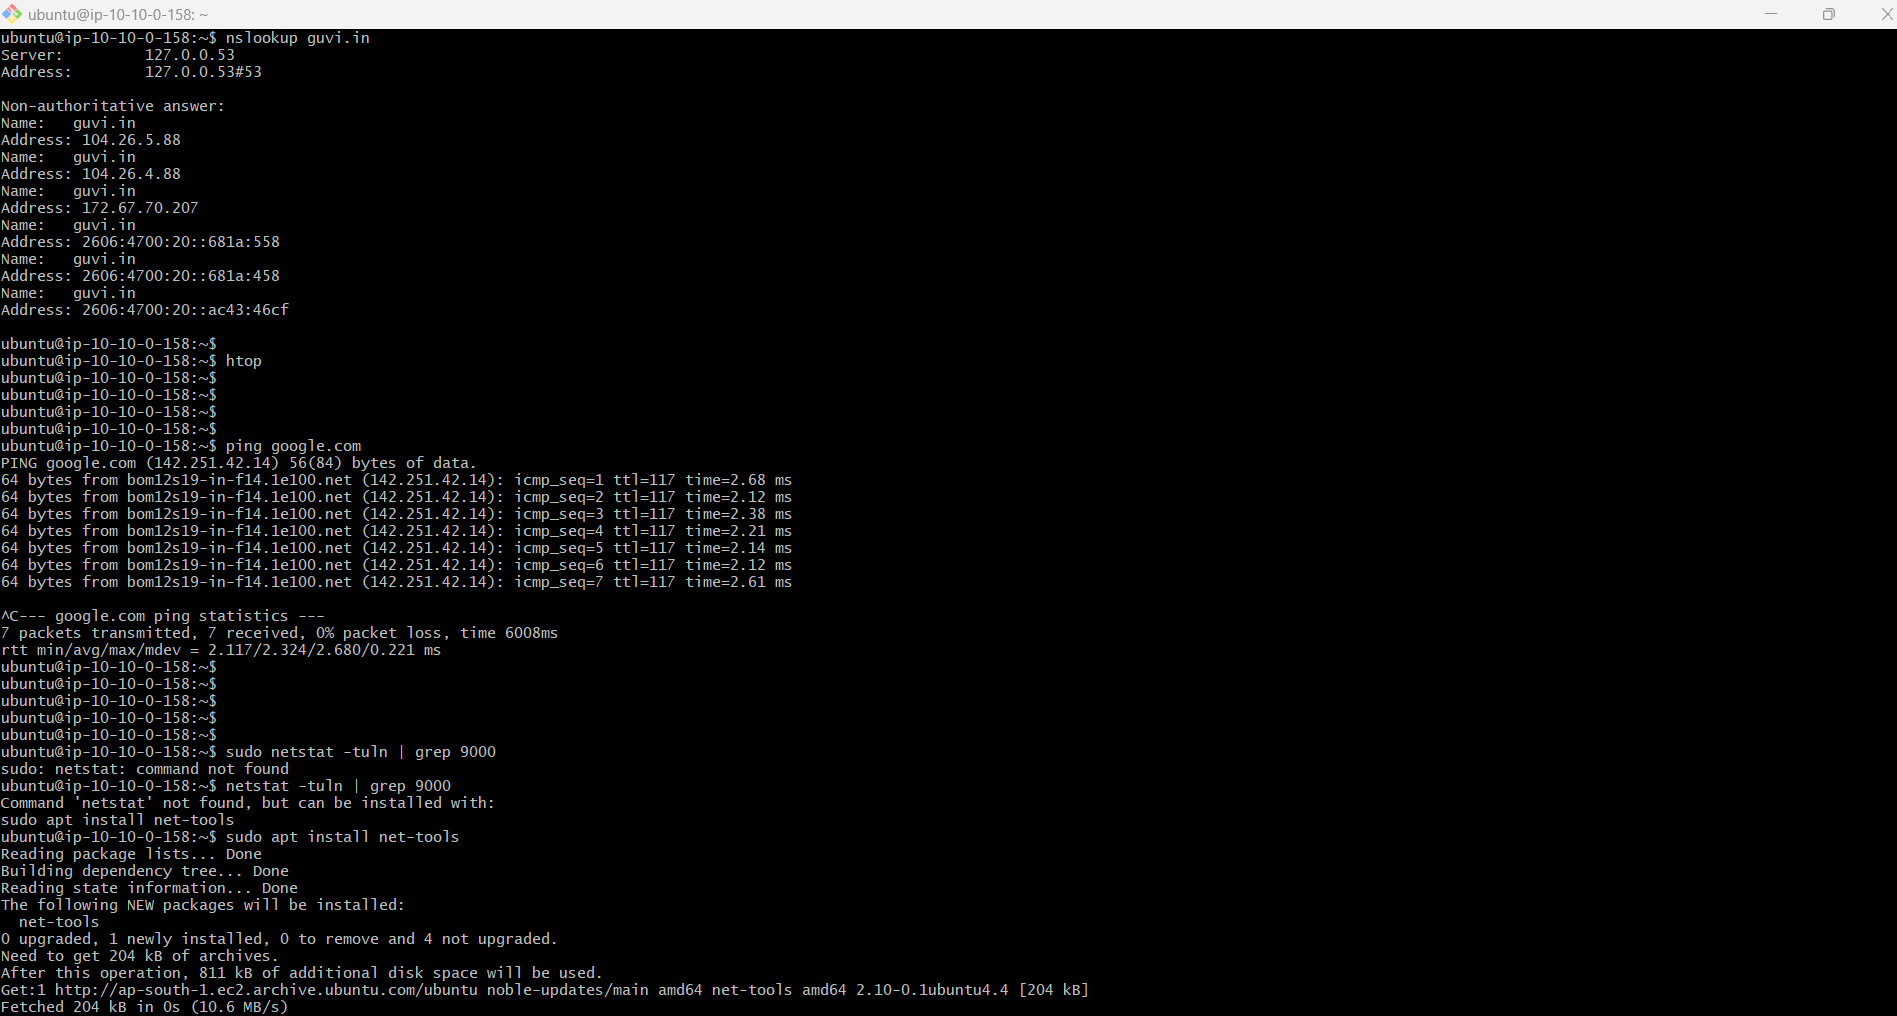 ubuntu@ip-10-10-0-158: ~
ubuntu@ip-10-10-0-158:~$ nslookup guvi.in
Server:         127.0.0.53
Address:        127.0.0.53#53

Non-authoritative answer:
Name:   guvi.in
Address: 104.26.5.88
Name:   guvi.in
Address: 104.26.4.88
Name:   guvi.in
Address: 172.67.70.207
Name:   guvi.in
Address: 2606:4700:20::681a:558
Name:   guvi.in
Address: 2606:4700:20::681a:458
Name:   guvi.in
Address: 2606:4700:20::ac43:46cf

ubuntu@ip-10-10-0-158:~$
ubuntu@ip-10-10-0-158:~$ htop
ubuntu@ip-10-10-0-158:~$
ubuntu@ip-10-10-0-158:~$
ubuntu@ip-10-10-0-158:~$
ubuntu@ip-10-10-0-158:~$
ubuntu@ip-10-10-0-158:~$ ping google.com
PING google.com (142.251.42.14) 56(84) bytes of data.
64 bytes from bom12s19-in-f14.1e100.net (142.251.42.14): icmp_seq=1 ttl=117 time=2.68 ms
64 bytes from bom12s19-in-f14.1e100.net (142.251.42.14): icmp_seq=2 ttl=117 time=2.12 ms
64 bytes from bom12s19-in-f14.1e100.net (142.251.42.14): icmp_seq=3 ttl=117 time=2.38 ms
64 bytes from bom12s19-in-f14.1e100.net (142.251.42.14): icmp_seq=4 ttl=117 time=2.21 ms
64 bytes from bom12s19-in-f14.1e100.net (142.251.42.14): icmp_seq=5 ttl=117 time=2.14 ms
64 bytes from bom12s19-in-f14.1e100.net (142.251.42.14): icmp_seq=6 ttl=117 time=2.12 ms
64 bytes from bom12s19-in-f14.1e100.net (142.251.42.14): icmp_seq=7 ttl=117 time=2.61 ms

^C--- google.com ping statistics ---
7 packets transmitted, 7 received, 0% packet loss, time 6008ms
rtt min/avg/max/mdev = 2.117/2.324/2.680/0.221 ms
ubuntu@ip-10-10-0-158:~$
ubuntu@ip-10-10-0-158:~$
ubuntu@ip-10-10-0-158:~$
ubuntu@ip-10-10-0-158:~$
ubuntu@ip-10-10-0-158:~$
ubuntu@ip-10-10-0-158:~$ sudo netstat -tuln | grep 9000
sudo: netstat: command not found
ubuntu@ip-10-10-0-158:~$ netstat -tuln | grep 9000
Command 'netstat' not found, but can be installed with:
sudo apt install net-tools
ubuntu@ip-10-10-0-158:~$ sudo apt install net-tools
Reading package lists... Done
Building dependency tree... Done
Reading state information... Done
The following NEW packages will be installed:
  net-tools
0 upgraded, 1 newly installed, 0 to remove and 4 not upgraded.
Need to get 204 kB of archives.
After this operation, 811 kB of additional disk space will be used.
Get:1 http://ap-south-1.ec2.archive.ubuntu.com/ubuntu noble-updates/main amd64 net-tools amd64 2.10-0.1ubuntu4.4 [204 kB]
Fetched 204 kB in 0s (10.6 MB/s)